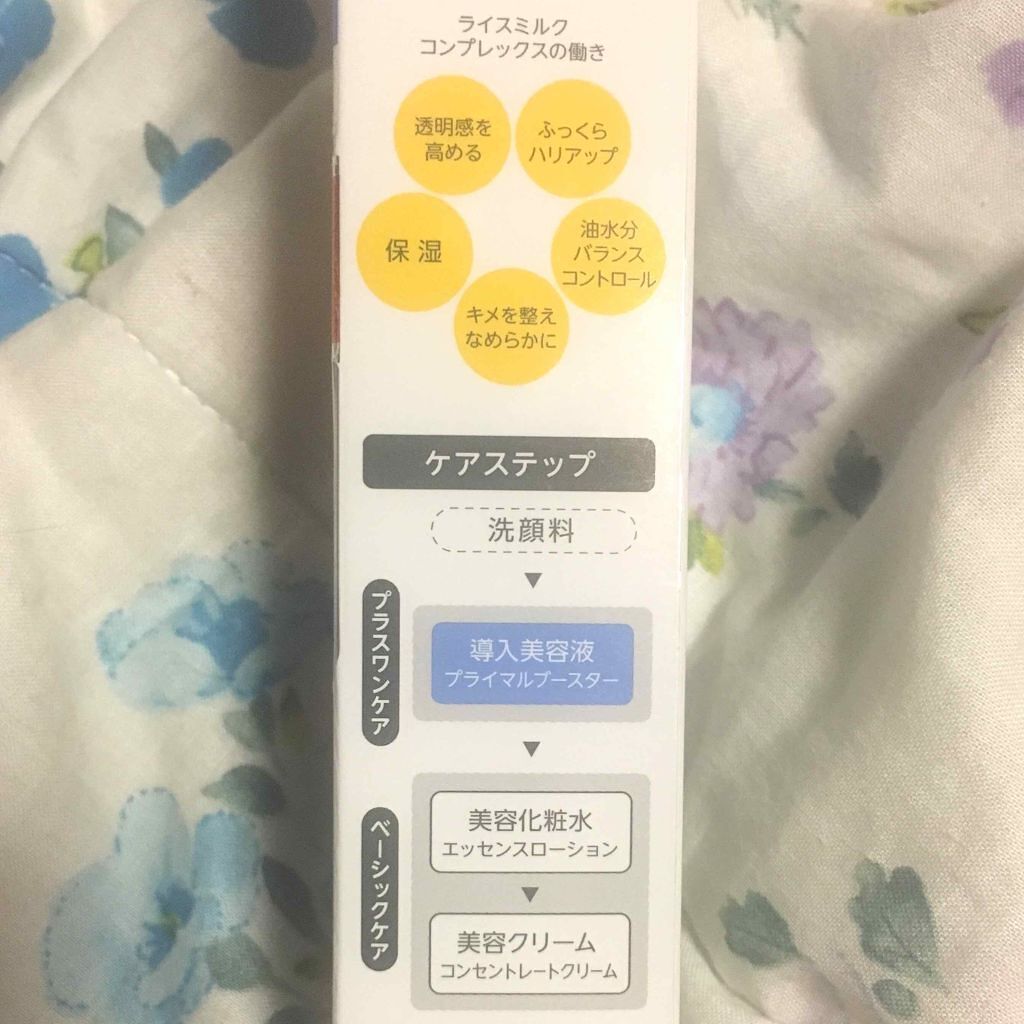 ライスミルク
コンプレックスの働き
透明感を
高める
ふっくら
ハリアップ
保湿
油水分
バランス
コントロール
キメを整え
なめらかに
ケアステップ
洗顔料
▼
プラスワンケア
導入美容液
プライマルブースター
▼
ベーシックケア
美容化粧水
エッセンスローション
▼
美容クリーム
コンセントレートクリーム